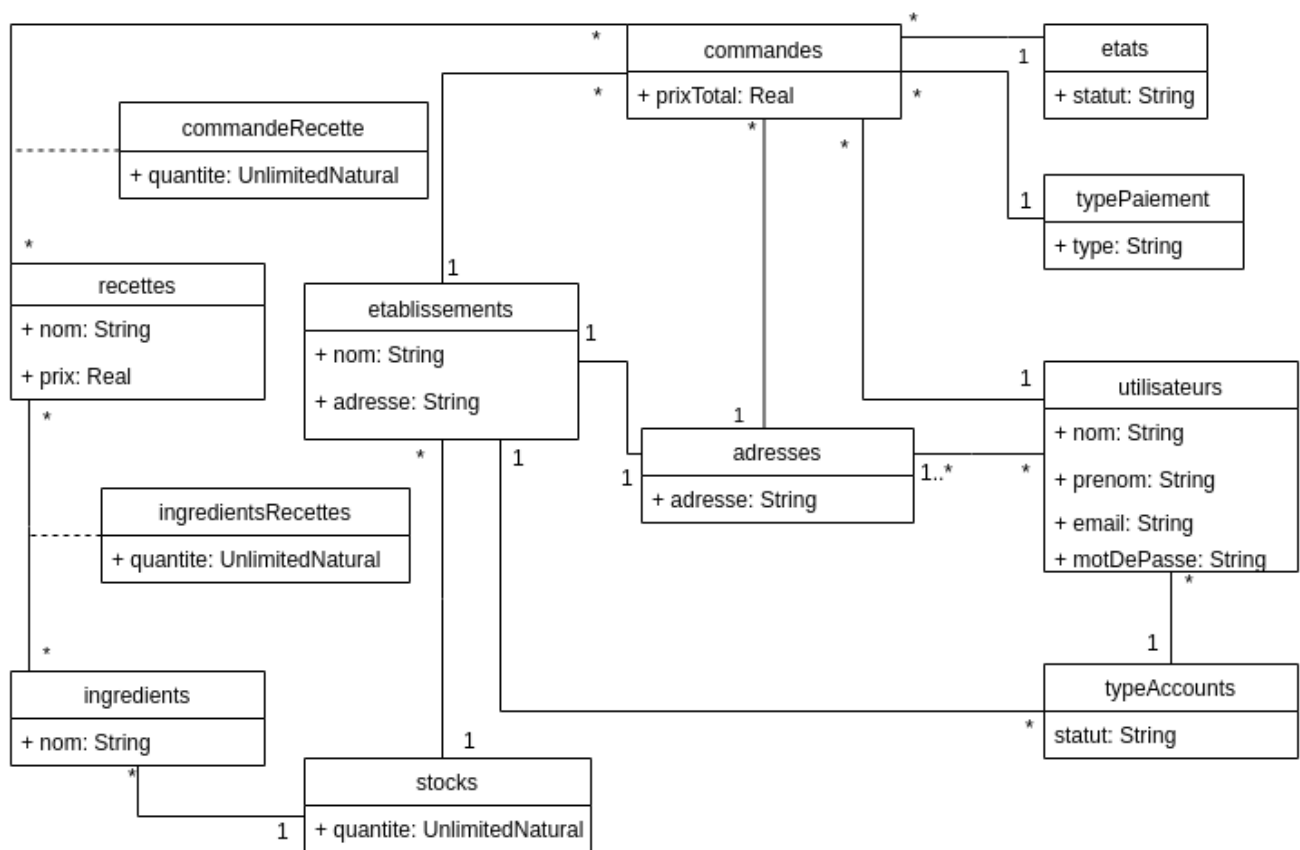 *
*
commandes
*
1
etats
+ prixTotal: Real
*
*
+ statut: String
commandeRecette
+ quantite: UnlimitedNatural
*
*
typePaiement
1
+ type: String
*
recettes
+ nom: String
+ prix: Real
*
1
etablissements
+ nom: String
+ adresse: String
1
*
1
1
1
adresses
+ adresse: String
1
1..*
*
utilisateurs
+ nom: String
+ prenom: String
+ email: String
+ motDePasse: String
*
ingredientsRecettes
+ quantite: UnlimitedNatural
*
ingredients
+ nom: String
*
1
1
stocks
+ quantite: UnlimitedNatural
1
typeAccounts
*
statut: String